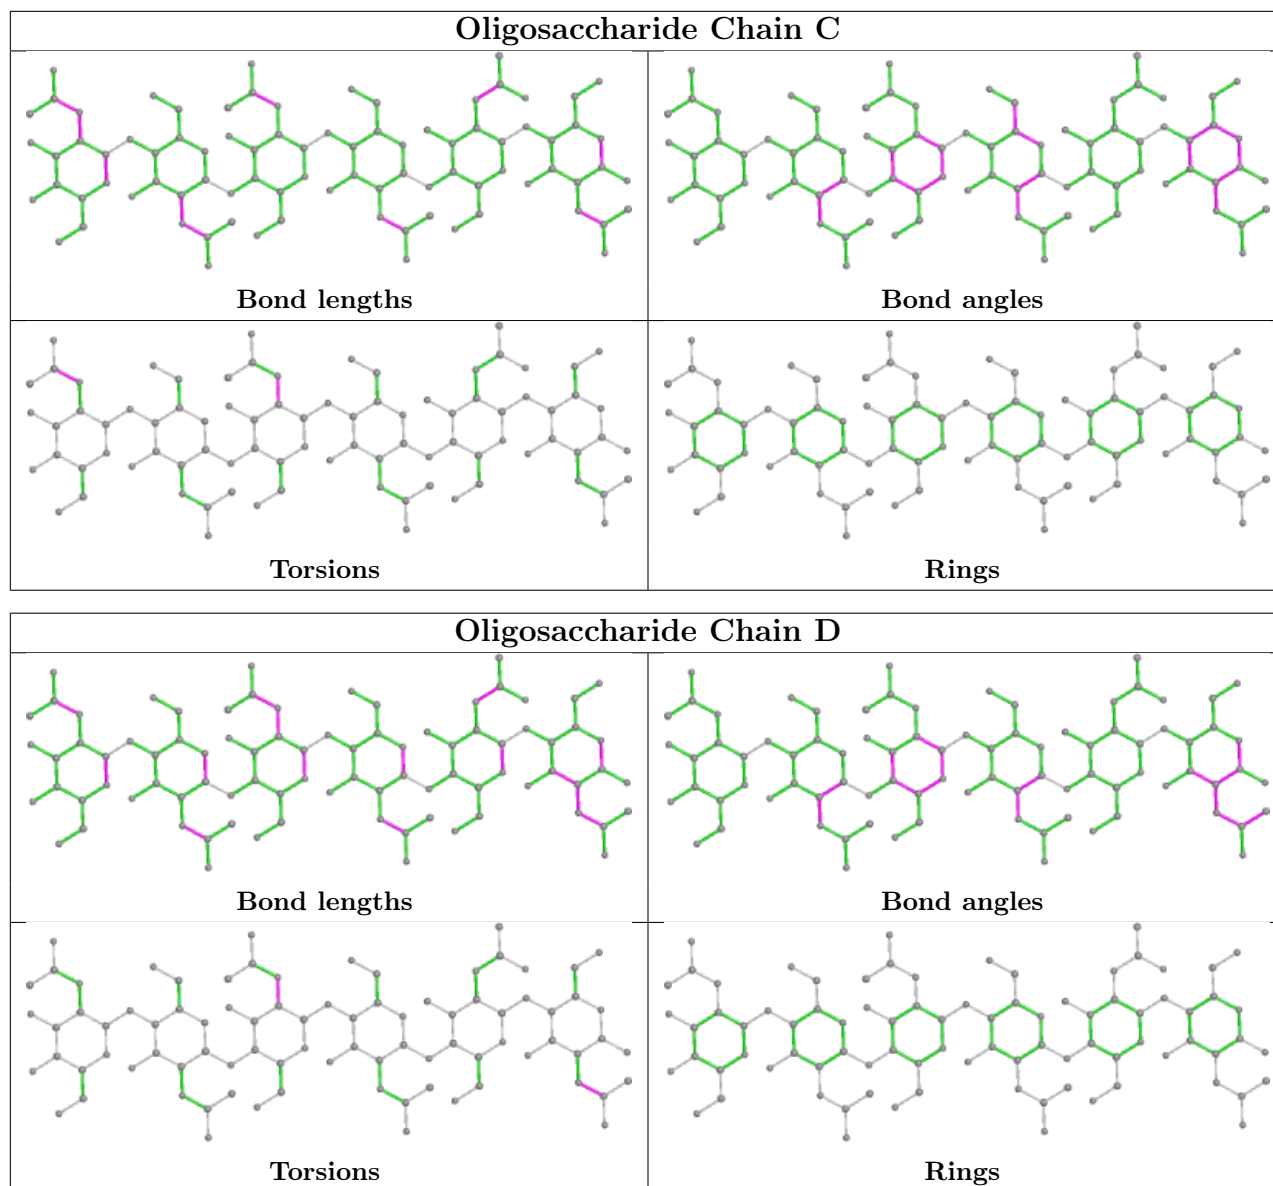 Oligosaccharide Chain C
Bond lengths
Bond angles
Torsions
Rings
Oligosaccharide Chain D
Bond lengths
Bond angles
Torsions
Rings